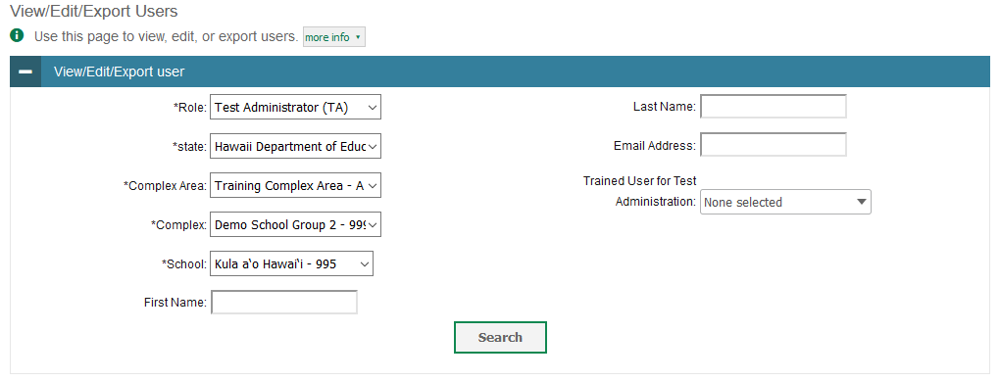 View/Edit/Export Users
Use this page to view, edit, or export users. more info
View/Edit/Export user
*Role: Test Administrator (TA)
Last Name:
*state: Hawaii Department of Educ
Email Address:
*Complex Area: Training Complex Area - A
Trained User for Test
Administration: None selected
*Complex: Demo School Group 2 - 999
*School: Kula aʻo Hawaiʻi - 995
First Name:
Search